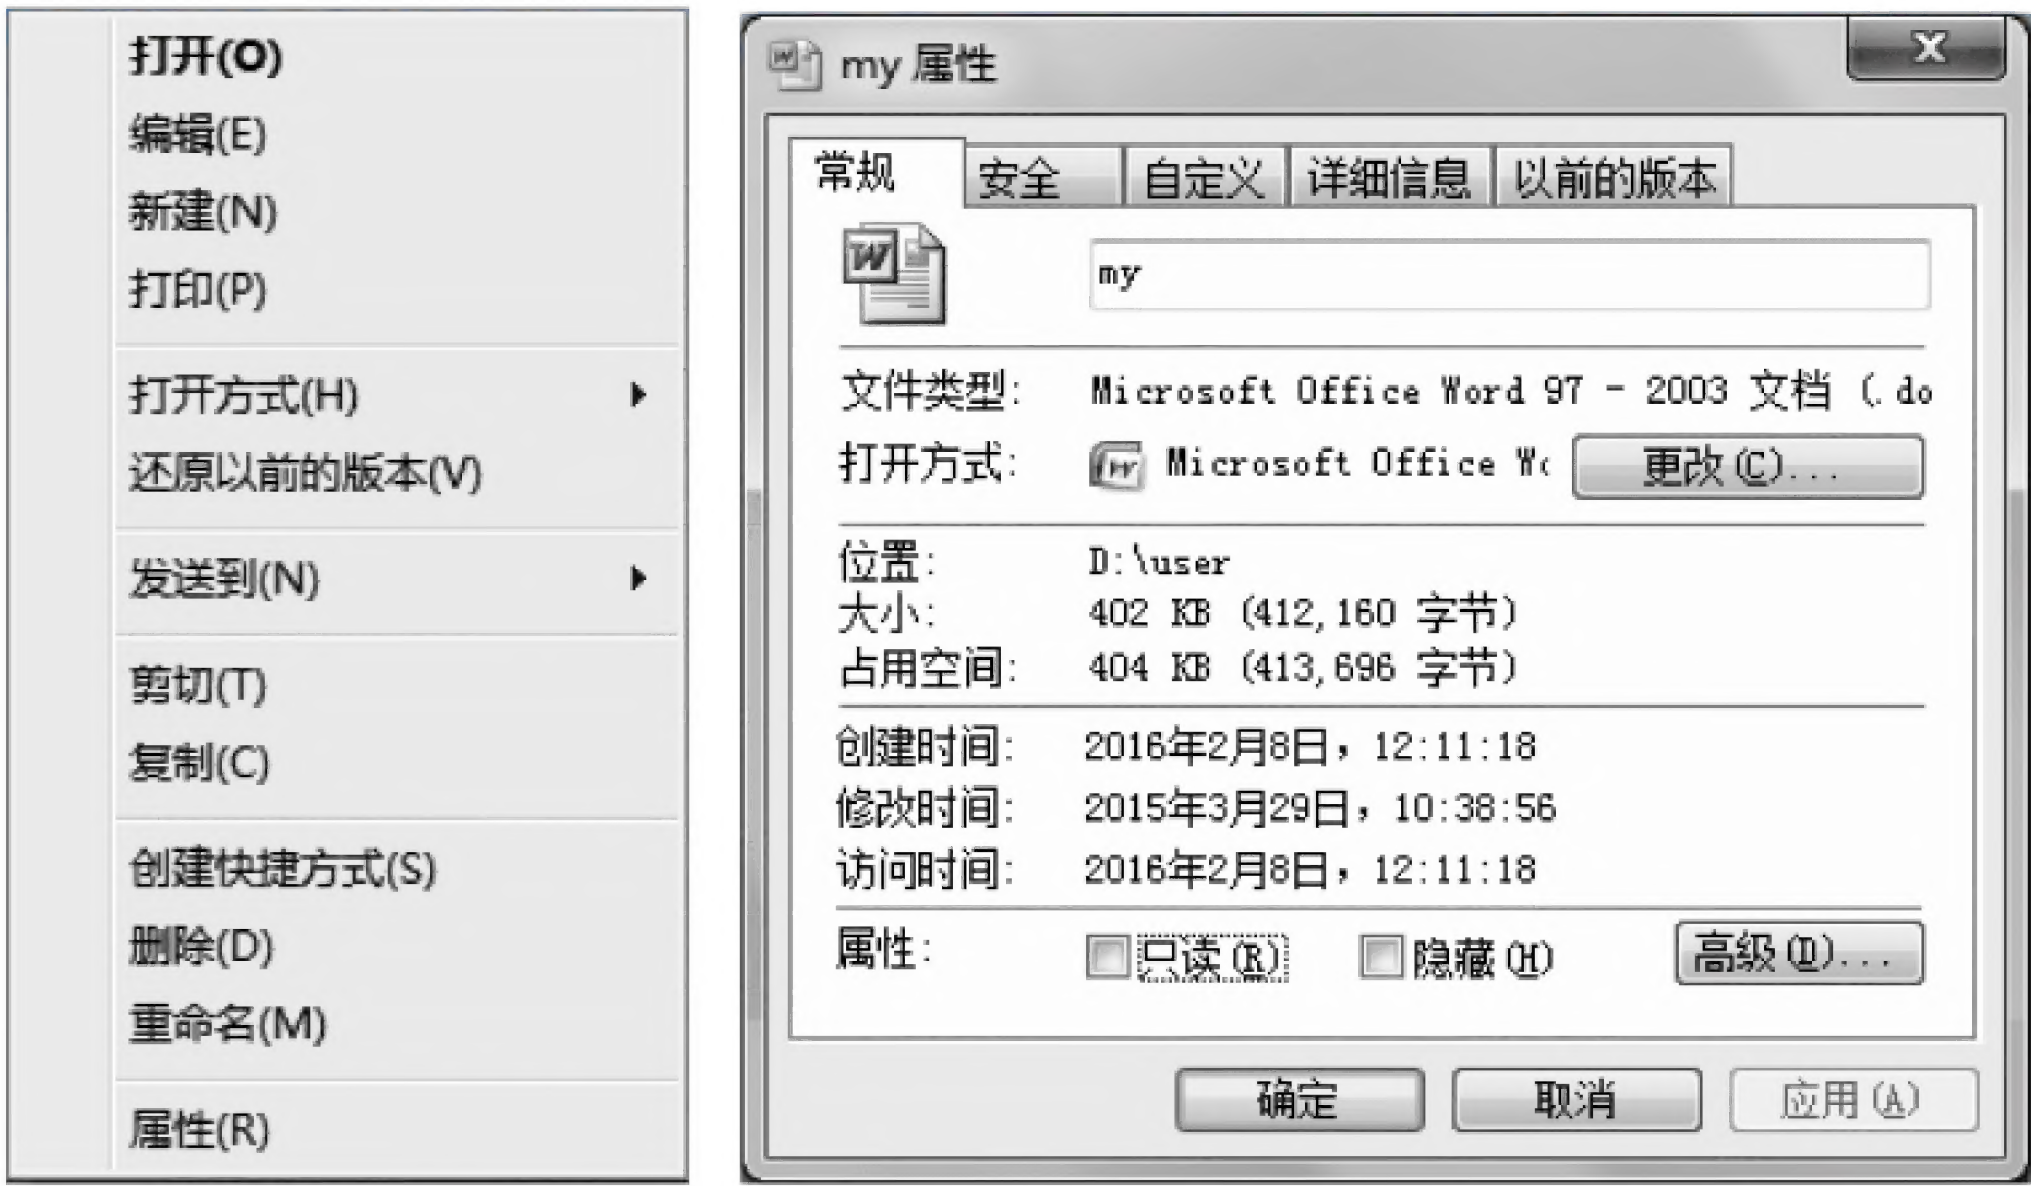 打开(O)
编辑(E)
新建(N)
打印(P)
打开方式(H)
还原以前的版本(V)
发送到(N)
剪切(T)
复制(C)
创建快捷方式(S)
删除(D)
重命名(M)
属性(R)
my 属性
常规 安全 自定义 详细信息 以前的版本
my
文件类型: Microsoft Office Word 97 - 2003 文档 (.do
打开方式: Microsoft Office Wo 更改(C)...
位置: D:\user
大小: 402 KB (412,160 字节)
占用空间: 404 KB (413,696 字节)
创建时间: 2016年2月8日，12:11:18
修改时间: 2015年3月29日，10:38:56
访问时间: 2016年2月8日，12:11:18
属性: 只读(R) 隐藏(H) 高级(D)...
确定 取消 应用(A)